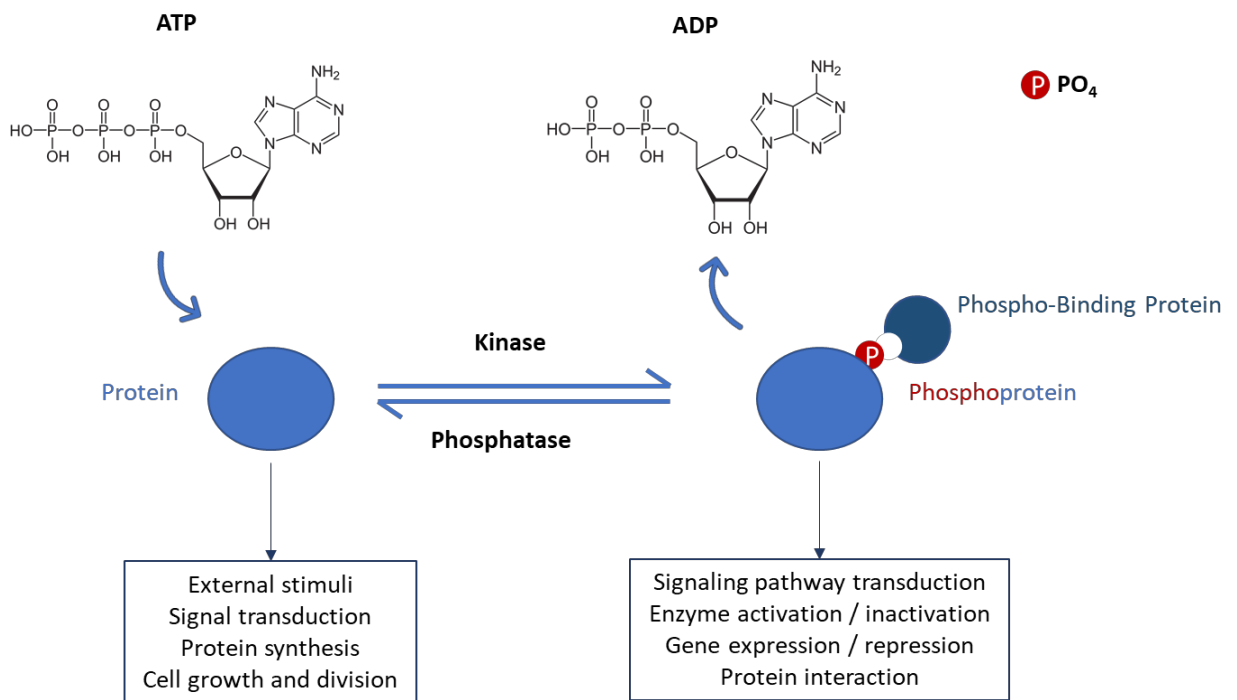 ATP
ADP
NH₂
N
N
N
N
O
O
O
HO-P-O-P-O-P-O
OH
OH
OH
O
OH OH
NH₂
N
N
N
N
O
O
HO-P-O-P-O
OH
OH
O
OH OH
P PO₄
Phospho-Binding Protein
P
Kinase
Protein
Phosphoprotein
Phosphatase
External stimuli
Signal transduction
Protein synthesis
Cell growth and division
Signaling pathway transduction
Enzyme activation / inactivation
Gene expression / repression
Protein interaction